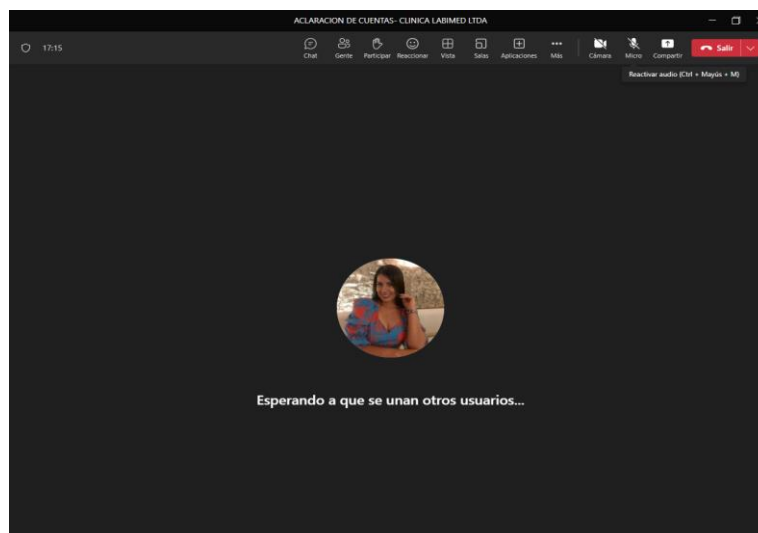 ACLARACION DE CUENTAS- CLINICA LABIMED LTDA
17:15
Chat
Gente
Participar
Reaccionar
Vista
Salas
Aplicaciones
Más
Cámara
Micro
Compartir
Salir
Reactivar audio (Ctrl + Mayús + M)
Esperando a que se unan otros usuarios...